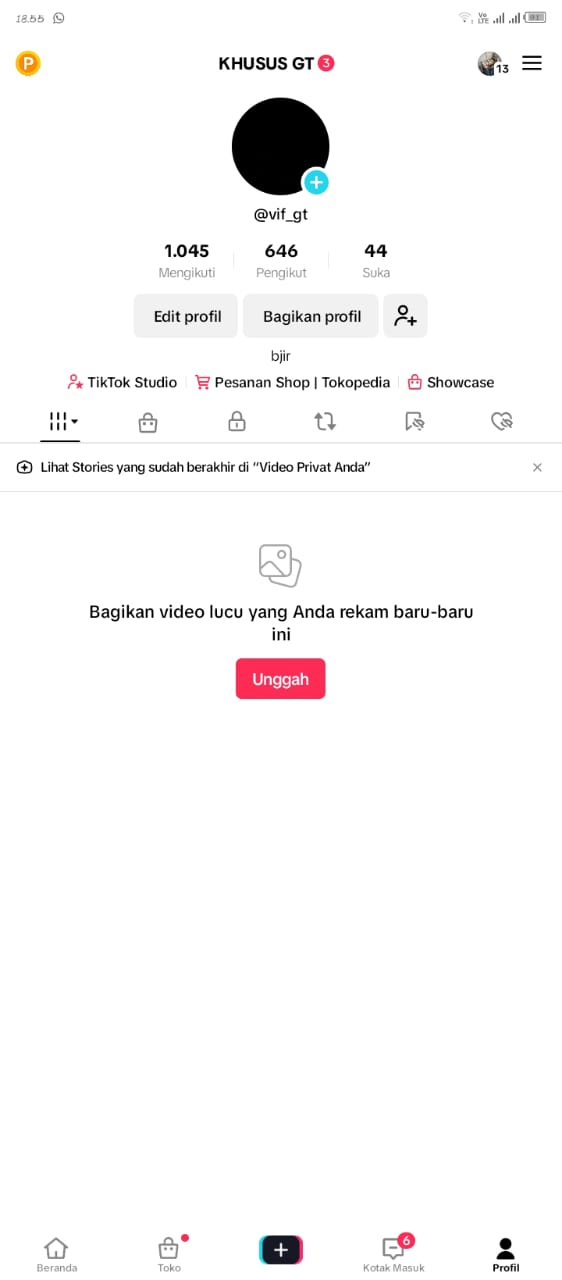 18.55
Vo
LTE
P
KHUSUS GT 3
13
@vif_gt
1.045 646 44
Mengikuti Pengikut Suka
Edit profil Bagikan profil
bjir
TikTok Studio Pesanan Shop | Tokopedia Showcase
Lihat Stories yang sudah berakhir di “Video Privat Anda”
Bagikan video lucu yang Anda rekam baru-baru
ini
Unggah
6
Beranda Toko Kotak Masuk Profil